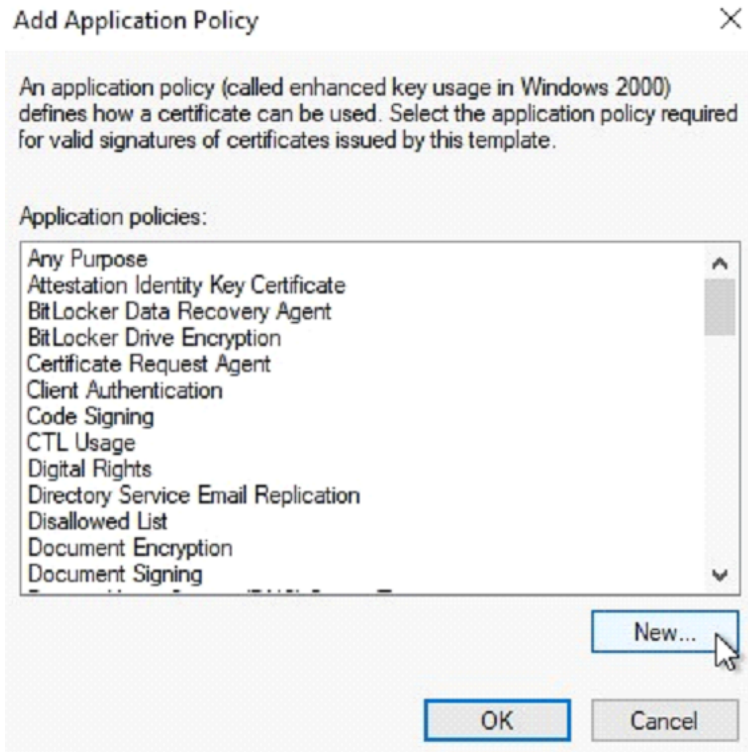 Add Application Policy
An application policy (called enhanced key usage in Windows 2000)
defines how a certificate can be used. Select the application policy required
for valid signatures of certificates issued by this template.
Application policies:
Any Purpose
Attestation Identity Key Certificate
BitLocker Data Recovery Agent
BitLocker Drive Encryption
Certificate Request Agent
Client Authentication
Code Signing
CTL Usage
Digital Rights
Directory Service Email Replication
Disallowed List
Document Encryption
Document Signing
New...
OK Cancel